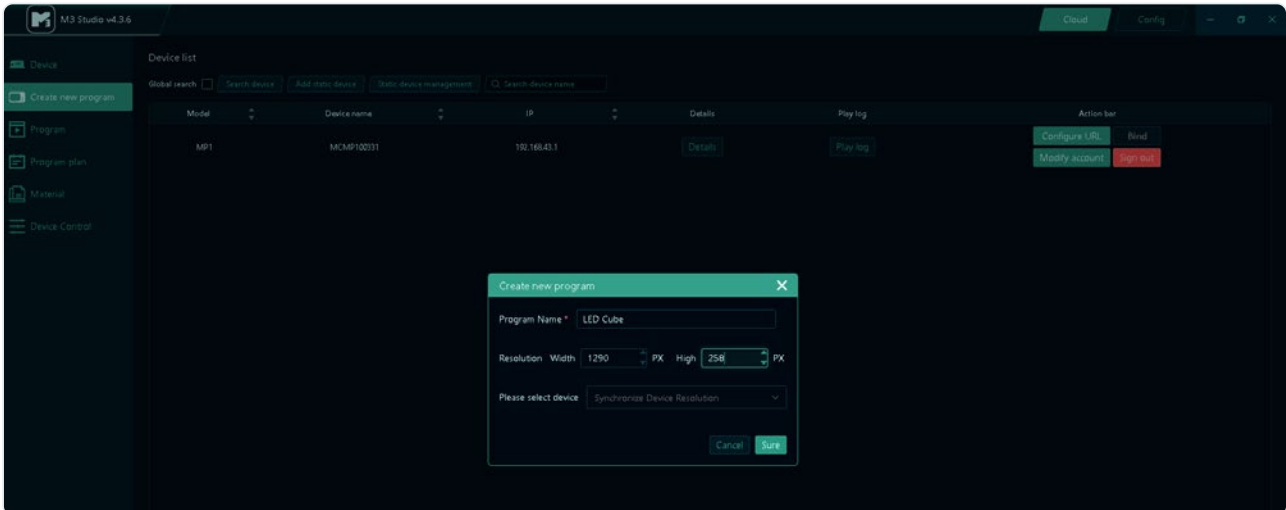 M3 Studio v4.3.6
Cloud
Config
Device
Create new program
Program
Program plan
Material
Device Control
Device list
Global search
Search device
Add static device
Static device management
Search device name
Model
Device name
IP
Details
Play log
Action bar
MP1
MCMP100331
192.168.43.1
Details
Play log
Configure URL
Blind
Modify account
Sign out
Create new program
Program Name * LED Cube
Resolution Width 1290 PX High 258 PX
Please select device Synchronize Device Resolution
Cancel
Sure